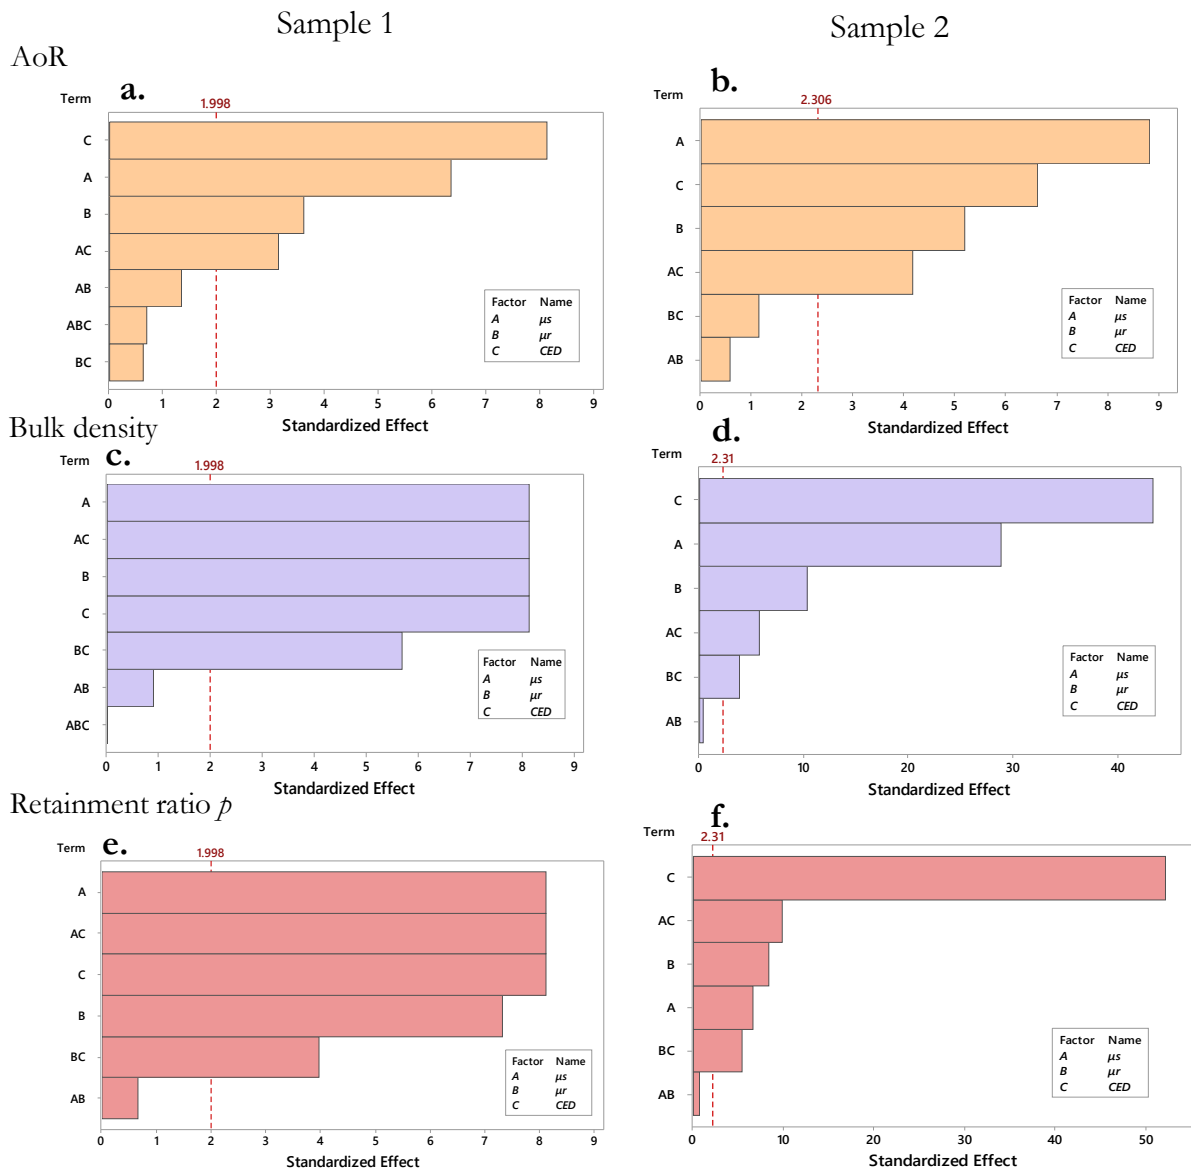 Sample 1
Sample 2
AoR
a.
Term
1.998
C
A
B
AC
AB
ABC
BC
Factor Name
A μs
B μr
C CED
0 1 2 3 4 5 6 7 8 9
Standardized Effect
b.
Term
2.306
A
C
B
AC
BC
AB
Factor Name
A μs
B μr
C CED
0 1 2 3 4 5 6 7 8 9
Standardized Effect
Bulk density
c.
Term
1.998
A
AC
B
C
BC
AB
ABC
Factor Name
A μs
B μr
C CED
0 1 2 3 4 5 6 7 8 9
Standardized Effect
d.
Term
2.31
C
A
B
AC
BC
AB
Factor Name
A μs
B μr
C CED
0 10 20 30 40
Standardized Effect
Retainment ratio p
e.
Term
1.998
A
AC
C
B
BC
AB
Factor Name
A μs
B μr
C CED
0 1 2 3 4 5 6 7 8 9
Standardized Effect
f.
Term
2.31
C
AC
B
A
BC
AB
Factor Name
A μs
B μr
C CED
0 10 20 30 40 50
Standardized Effect